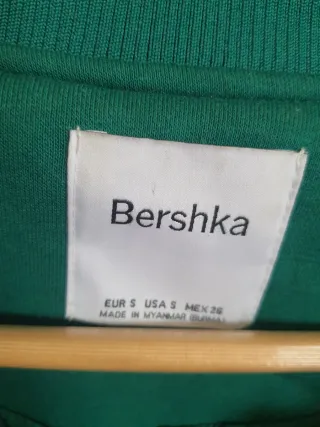 Bershka
EUR S USA S MEX 26
MADE IN MYANMAR (BURMA)